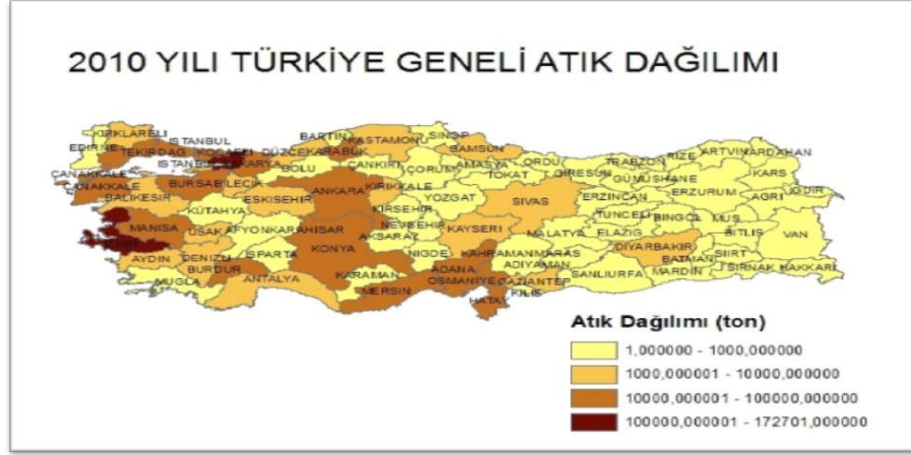 2010 YILI TÜRKİYE GENELİ ATIK DAĞILIMI
KIRKLARELİ
EDİRNE
TEKİRDAĞ
İSTANBUL
İSTANBUL
KOCAELİ
DÜZCE
BARTIN
KARABÜK
KASTAMONU
SİNOP
SAMSUN
ÇANAKKALE
ÇANAKKALE
BALIKESİR
BURSA
BİLECİK
BOLU
ÇANKIRI
ÇORUM
AMASYA
TOKAT
ORDU
GİRESUN
TRABZON
RİZE
ARTVİN
ARDAHAN
GÜMÜŞHANE
KARS
IĞDIR
AĞRI
ERZURUM
ERZİNCAN
SİVAS
YOZGAT
KIRIKKALE
ANKARA
ESKİŞEHİR
KÜTAHYA
MANİSA
UŞAK
AFYONKARAHİSAR
KIRŞEHİR
NEVŞEHİR
AKSARAY
KAYSERİ
MALATYA
ELAZIĞ
TUNCELİ
BİNGÖL
MUŞ
BİTLİS
VAN
AYDIN
DENİZLİ
BURDUR
ISPARTA
KONYA
NİĞDE
KAHRAMANMARAŞ
ADIYAMAN
DİYARBAKIR
BATMAN
SİİRT
ŞIRNAK
HAKKARİ
MARDİN
ŞANLIURFA
MUĞLA
ANTALYA
KARAMAN
MERSİN
ADANA
OSMANİYE
GAZİANTEP
KİLİS
HATAY
Atık Dağılımı (ton)
1,000000 - 1000,000000
1000,000001 - 10000,000000
10000,000001 - 100000,000000
100000,000001 - 172701,000000